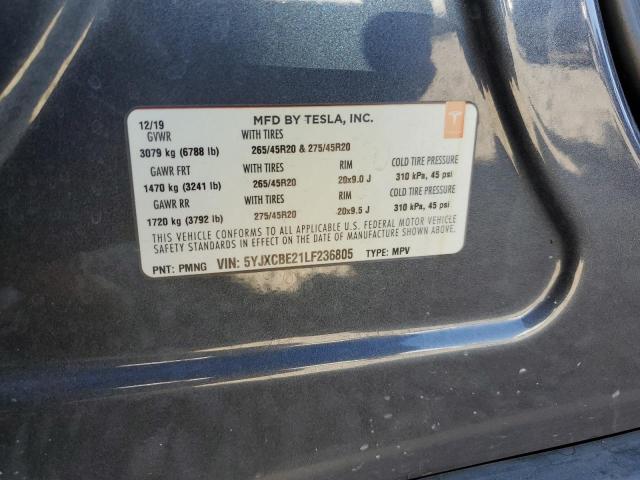 12/19 MFD BY TESLA, INC.
GVWR WITH TIRES
3079 kg (6788 lb) 265/45R20 & 275/45R20
GAWR FRT WITH TIRES RIM COLD TIRE PRESSURE
1470 kg (3241 lb) 265/45R20 20x9.0 J 310 kPa, 45 psi
GAWR RR WITH TIRES RIM COLD TIRE PRESSURE
1720 kg (3792 lb) 275/45R20 20x9.5 J 310 kPa, 45 psi
THIS VEHICLE CONFORMS TO ALL APPLICABLE U.S. FEDERAL MOTOR VEHICLE
SAFETY STANDARDS IN EFFECT ON THE DATE OF MANUFACTURE SHOWN ABOVE.
PNT: PMNG VIN: 5YJXCBE21LF236805 TYPE: MPV